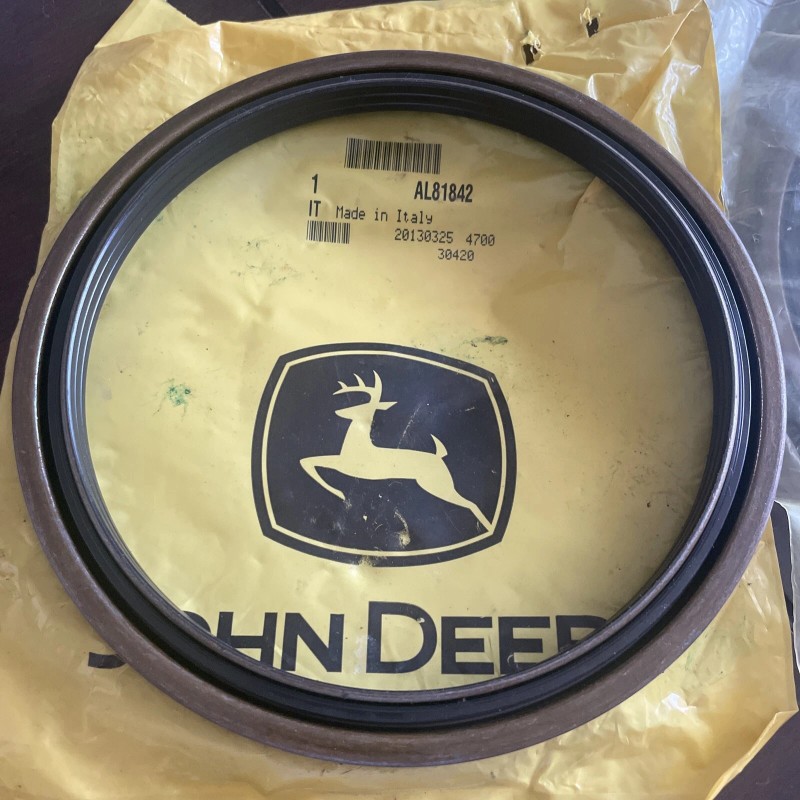 1 AL81842
IT Made in Italy
20130325 4700
30420
JOHN DEER